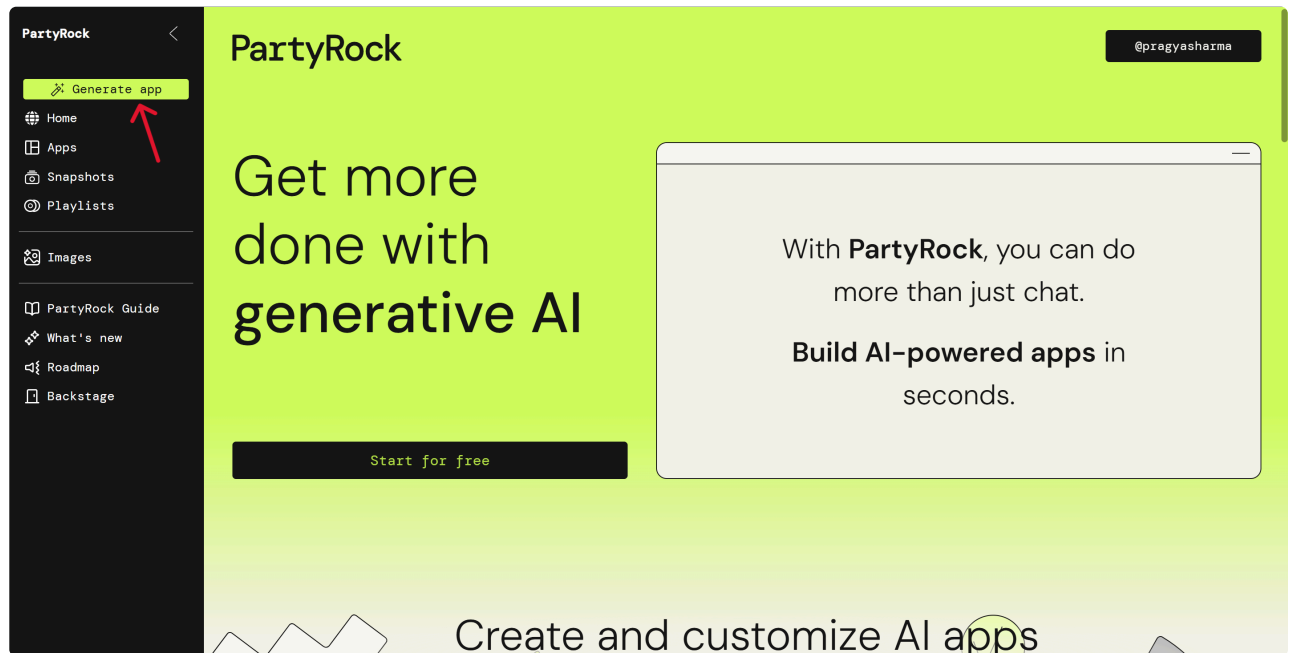 PartyRock
Generate app
Home
Apps
Snapshots
Playlists
Images
PartyRock Guide
What's new
Roadmap
Backstage
PartyRock
@pragyasharma
Get more
done with
generative AI
Start for free
With PartyRock, you can do
more than just chat.
Build AI-powered apps in
seconds.
Create and customize AI apps